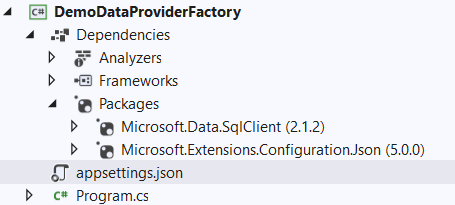 C# DemoDataProviderFactory
Dependencies
Analyzers
Frameworks
Packages
Microsoft.Data.SqlClient (2.1.2)
Microsoft.Extensions.Configuration.Json (5.0.0)
appsettings.json
C# Program.cs